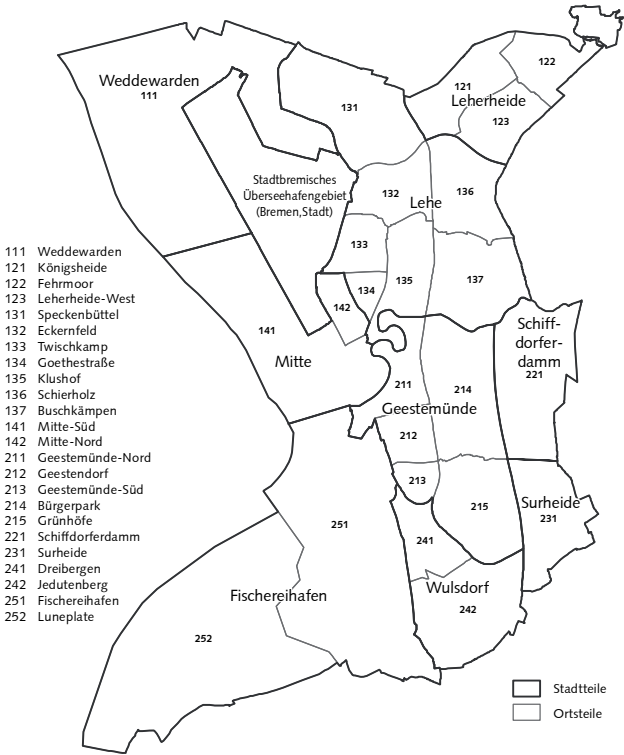 122
121
Leherheide
123
Weddewarden
111
131
Stadtbremisches
Überseehafengebiet
(Bremen,Stadt)
132
136
Lehe
133
135
137
134
142
141
Mitte
Schiff-
dorfer-
damm
221
211
214
Geestemünde
212
213
215
Surheide
231
251
241
Wulsdorf
242
Fischereihafen
252
111 Weddewarden
121 Königsheide
122 Fehrmoor
123 Leherheide-West
131 Speckenbüttel
132 Eckernfeld
133 Twischkamp
134 Goethestraße
135 Klushof
136 Schierholz
137 Buschkämpen
141 Mitte-Süd
142 Mitte-Nord
211 Geestemünde-Nord
212 Geestendorf
213 Geestemünde-Süd
214 Bürgerpark
215 Grünhöfe
221 Schiffdorferdamm
231 Surheide
241 Dreibergen
242 Jedutenberg
251 Fischereihafen
252 Luneplate
Stadtteile
Ortsteile